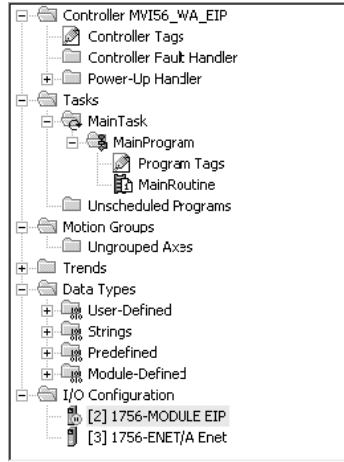 Controller MVI56_WA_EIP
Controller Tags
Controller Fault Handler
Power-Up Handler
Tasks
MainTask
MainProgram
Program Tags
MainRoutine
Unscheduled Programs
Motion Groups
Ungrouped Axes
Trends
Data Types
User-Defined
Strings
Predefined
Module-Defined
I/O Configuration
[2] 1756-MODULE EIP
[3] 1756-ENET/A Enet